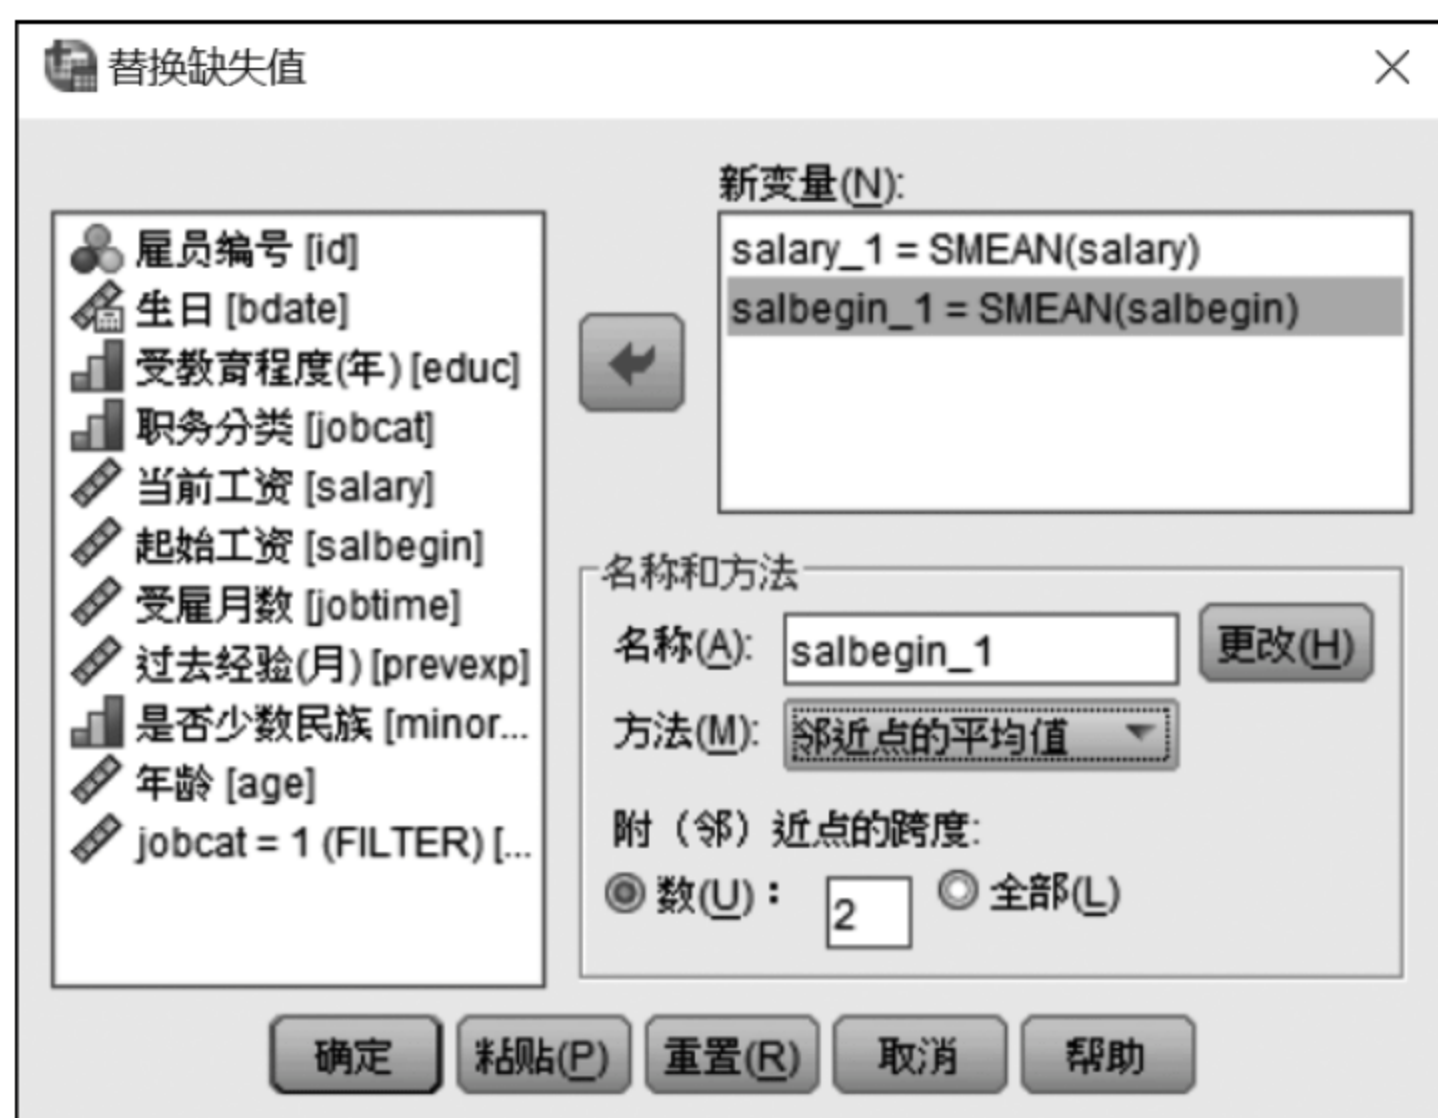 替换缺失值
新变量(N):
雇员编号 [id]
生日 [bdate]
受教育程度(年) [educ]
职务分类 [jobcat]
当前工资 [salary]
起始工资 [salbegin]
受雇月数 [jobtime]
过去经验(月) [prevexp]
是否少数民族 [minor...
年龄 [age]
jobcat = 1 (FILTER) [...
salary_1 = SMEAN(salary)
salbegin_1 = SMEAN(salbegin)
名称和方法
名称(A): salbegin_1 更改(H)
方法(M): 邻近点的平均值
附（邻）近点的跨度:
数(U)： 2 全部(L)
确定 粘贴(P) 重置(R) 取消 帮助